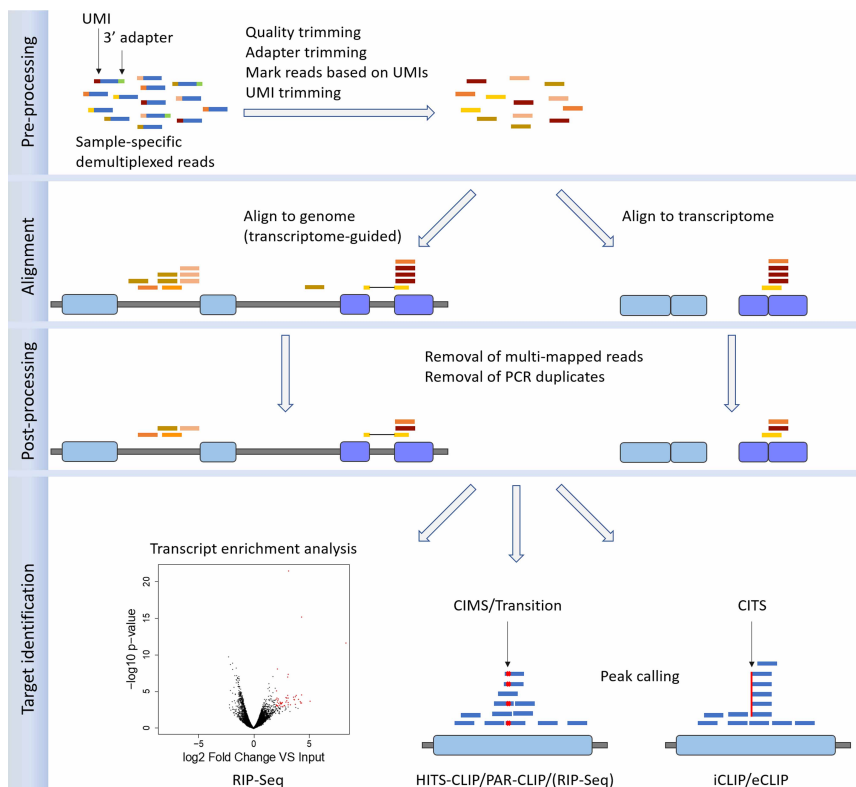 Pre-processing
UMI
3' adapter
Sample-specific
demultiplexed reads
Quality trimming
Adapter trimming
Mark reads based on UMIs
UMI trimming
Alignment
Align to genome
(transcriptome-guided)
Align to transcriptome
Post-processing
Removal of multi-mapped reads
Removal of PCR duplicates
Target identification
Transcript enrichment analysis
−log10 p−value
20
15
10
5
0
−5
0
5
log2 Fold Change VS Input
RIP-Seq
CIMS/Transition
HITS-CLIP/PAR-CLIP/(RIP-Seq)
Peak calling
CITS
iCLIP/eCLIP